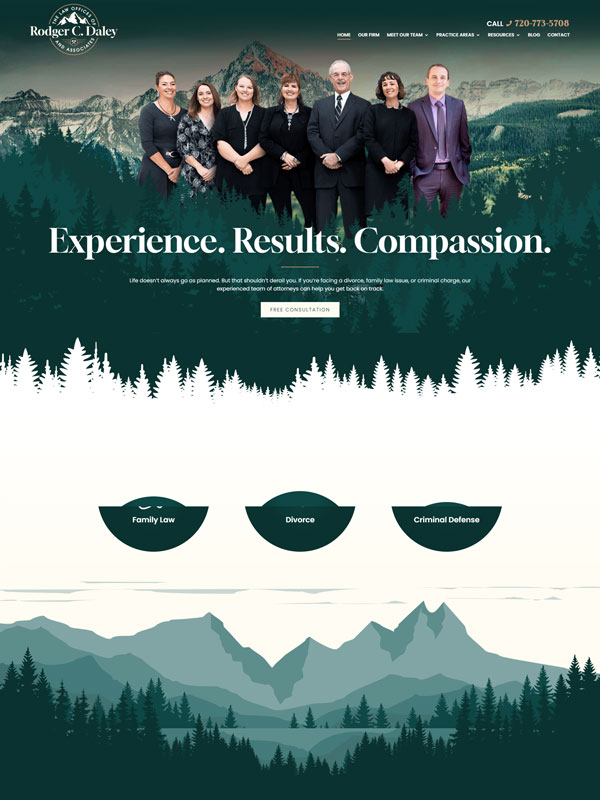 THE LAW OFFICES OF
Rodger C. Daley
AND ASSOCIATES
CALL 720-773-5708
HOME OUR FIRM MEET OUR TEAM PRACTICE AREAS RESOURCES BLOG CONTACT
Experience. Results. Compassion.
Life doesn't always go as planned. But that shouldn't derail you. If you're facing a divorce, family law issue, or criminal charge, our
experienced team of attorneys can help you get back on track.
FREE CONSULTATION
Family Law Divorce Criminal Defense